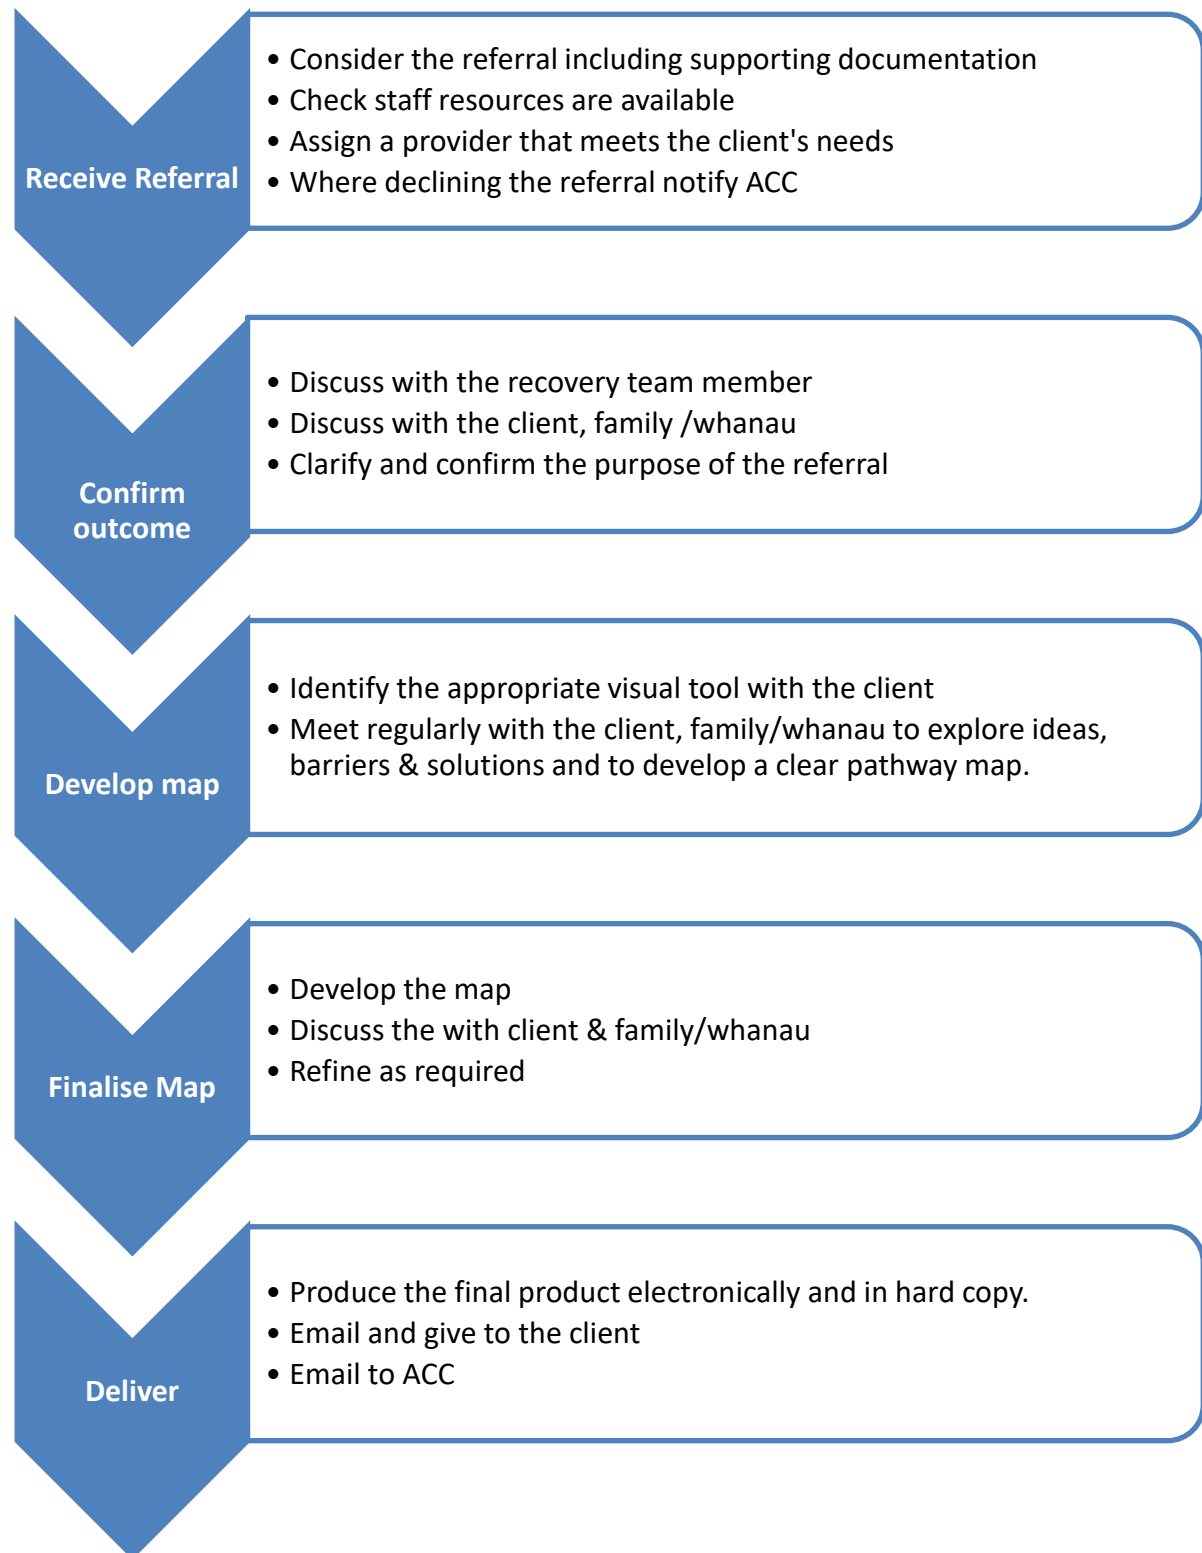 Receive Referral
• Consider the referral including supporting documentation
• Check staff resources are available
• Assign a provider that meets the client's needs
• Where declining the referral notify ACC
Confirm
outcome
• Discuss with the recovery team member
• Discuss with the client, family /whanau
• Clarify and confirm the purpose of the referral
Develop map
• Identify the appropriate visual tool with the client
• Meet regularly with the client, family/whanau to explore ideas,
barriers & solutions and to develop a clear pathway map.
Finalise Map
• Develop the map
• Discuss the with client & family/whanau
• Refine as required
Deliver
• Produce the final product electronically and in hard copy.
• Email and give to the client
• Email to ACC